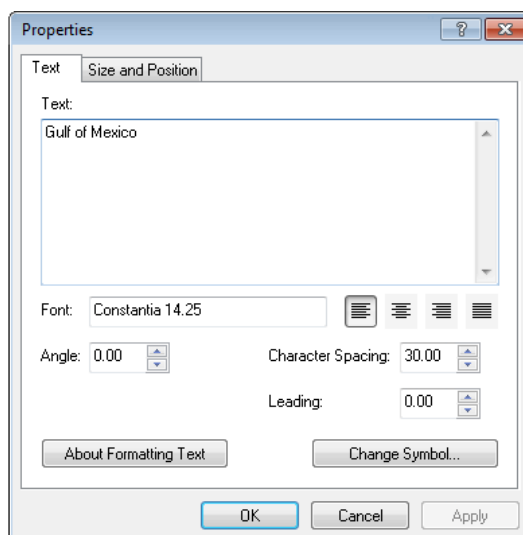 Properties
Text Size and Position
Text:
Gulf of Mexico
Font: Constantia 14.25
Angle: 0.00 Character Spacing: 30.00
Leading: 0.00
About Formatting Text Change Symbol...
OK Cancel Apply